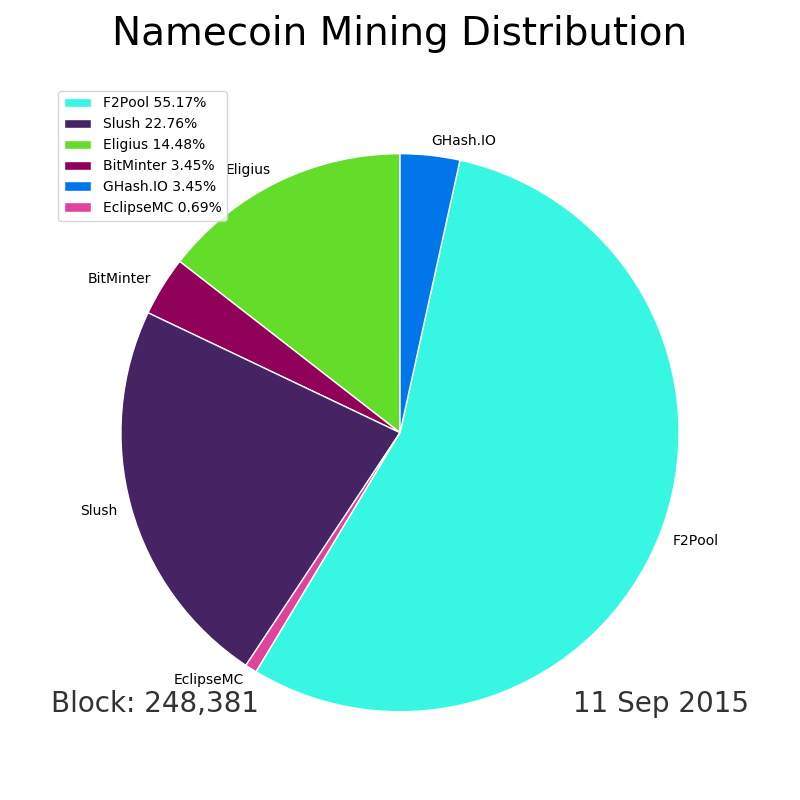 Namecoin Mining Distribution
F2Pool 55.17%
Slush 22.76%
Eligius 14.48%
BitMinter 3.45%
GHash.IO 3.45%
EclipseMC 0.69%
GHash.IO
Eligius
BitMinter
Slush
F2Pool
EclipseMC
Block: 248,381
11 Sep 2015